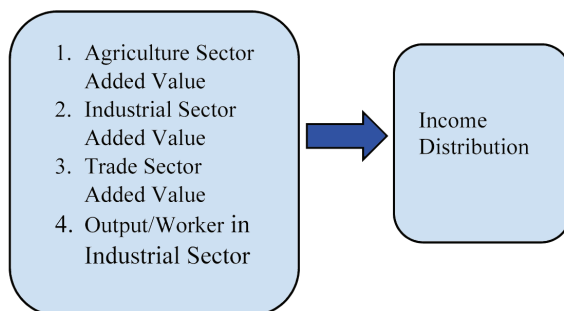 1. Agriculture Sector
Added Value
2. Industrial Sector
Added Value
3. Trade Sector
Added Value
4. Output/Worker in
Industrial Sector
Income
Distribution